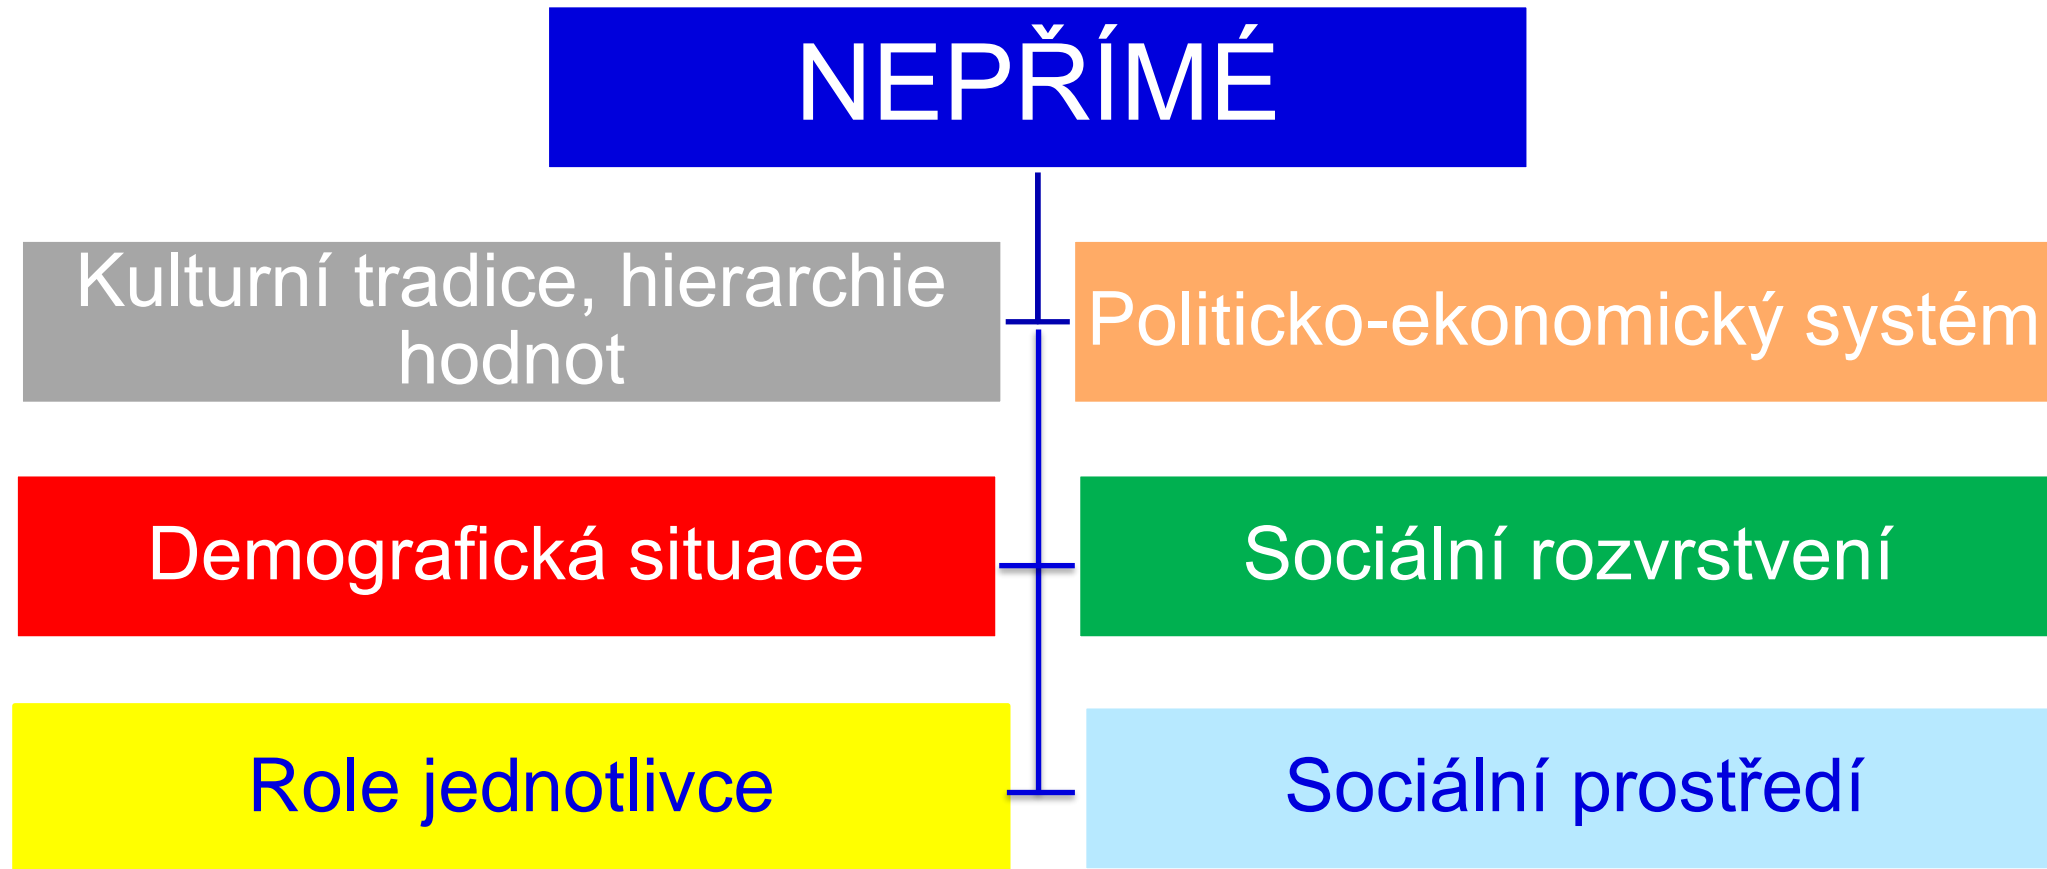 NEPŘÍMÉ
Kulturní tradice, hierarchie
hodnot
Politicko-ekonomický systém
Demografická situace
Sociální rozvrstvení
Role jednotlivce
Sociální prostředí